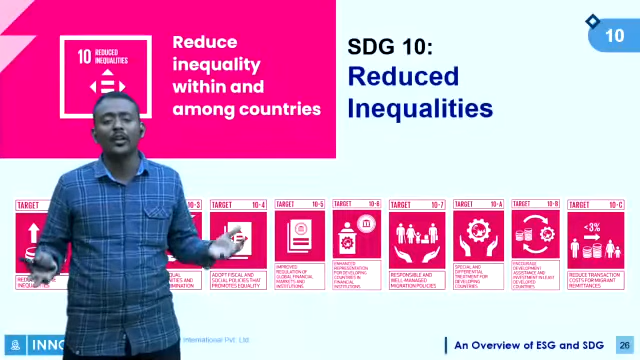 10
10 REDUCED
INEQUALITIES
Reduce
inequality
within and
among countries
SDG 10:
Reduced
Inequalities
TARGET
10-3
TARGET 10-4
TARGET 10-5
TARGET 10-6
TARGET 10-7
TARGET 10-A
TARGET 10-B
TARGET 10-C
<3%
ADOPT FISCAL AND
SOCIAL POLICIES THAT
PROMOTES EQUALITY
IMPROVED
REGULATION OF
GLOBAL FINANCIAL
MARKETS AND
INSTITUTIONS
ENHANCED
REPRESENTATION
FOR DEVELOPING
COUNTRIES IN
FINANCIAL
INSTITUTIONS
RESPONSIBLE AND
WELL-MANAGED
MIGRATION POLICIES
SPECIAL AND
DIFFERENTIAL
TREATMENT FOR
DEVELOPING
COUNTRIES
ENCOURAGE
DEVELOPMENT
ASSISTANCE AND
INVESTMENT IN LEAST
DEVELOPED
COUNTRIES
REDUCE TRANSACTION
COSTS FOR MIGRANT
REMITTANCES
INNO
International Pvt. Ltd
An Overview of ESG and SDG
26